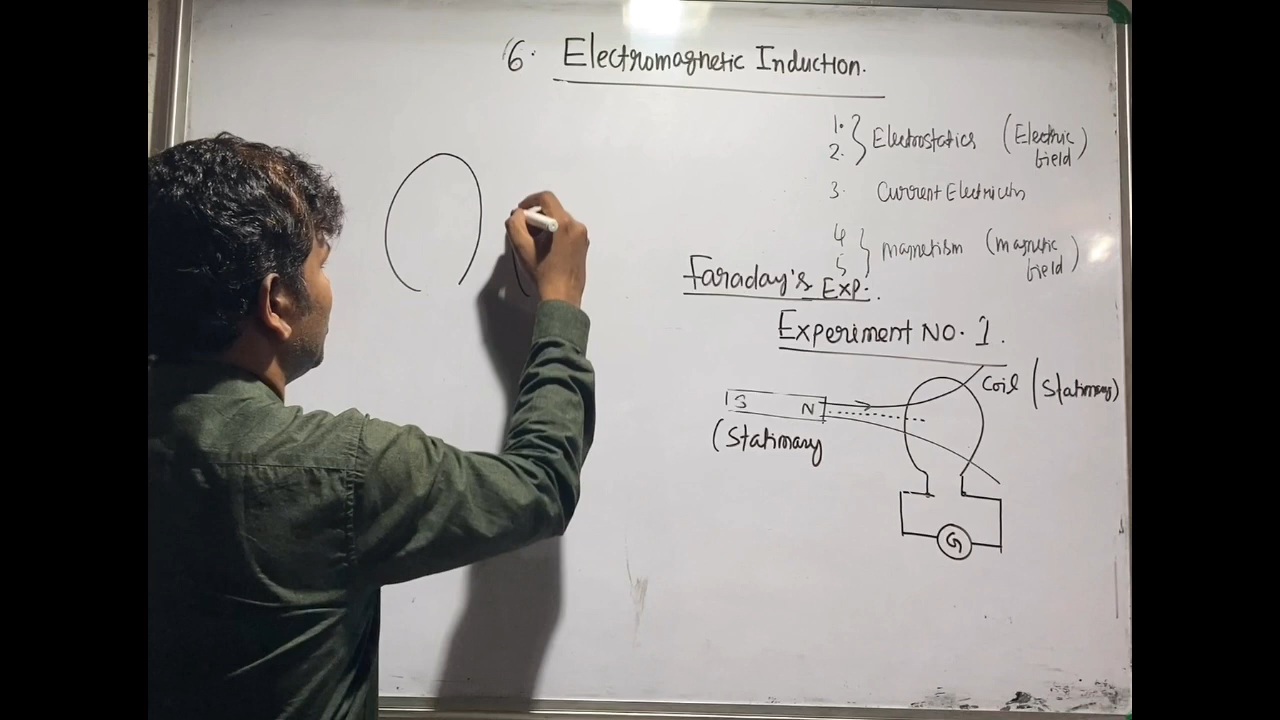 6. Electromagnetic Induction.
1.
2. } Electrostatics (Electric field)
3. Current Electricity
4
5 } Magnetism (Magnetic field)
Faraday's Exp:.
Experiment No. 1.
Coil (Stationary)
S N
(Stationary
G